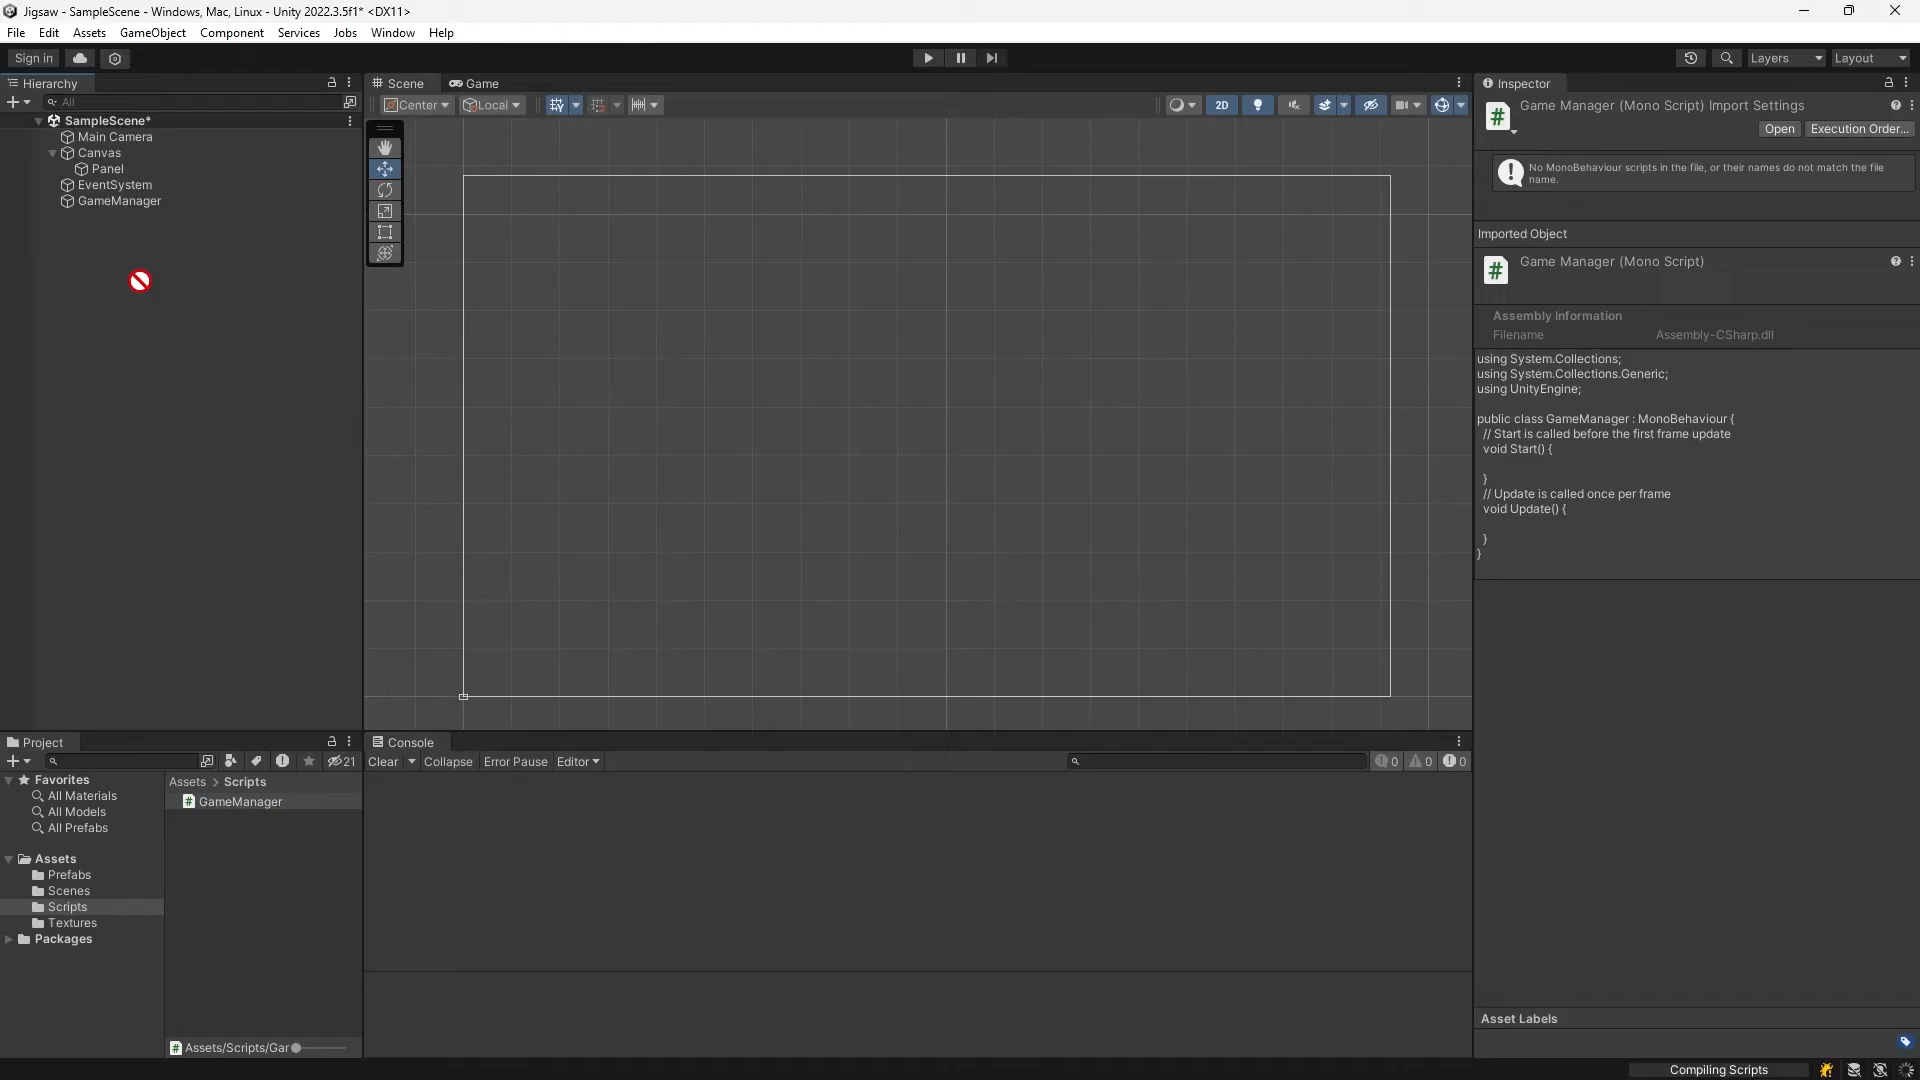 Jigsaw - SampleScene - Windows, Mac, Linux - Unity 2022.3.5f1* <DX11>
File Edit Assets GameObject Component Services Jobs Window Help
Sign in
Layers
Layout
Hierarchy
All
SampleScene*
Main Camera
Canvas
Panel
EventSystem
GameManager
Scene
Game
Center
Local
2D
Inspector
Game Manager (Mono Script) Import Settings
Open
Execution Order...
No MonoBehaviour scripts in the file, or their names do not match the file
name.
Imported Object
Game Manager (Mono Script)
Assembly Information
Filename Assembly-CSharp.dll
using System.Collections;
using System.Collections.Generic;
using UnityEngine;
public class GameManager : MonoBehaviour {
// Start is called before the first frame update
void Start() {
}
// Update is called once per frame
void Update() {
}
}
Project
21
Favorites
All Materials
All Models
All Prefabs
Assets
Prefabs
Scenes
Scripts
Textures
Packages
Assets > Scripts
GameManager
Assets/Scripts/Gar
Console
Clear
Collapse
Error Pause
Editor
0
0
0
Asset Labels
Compiling Scripts